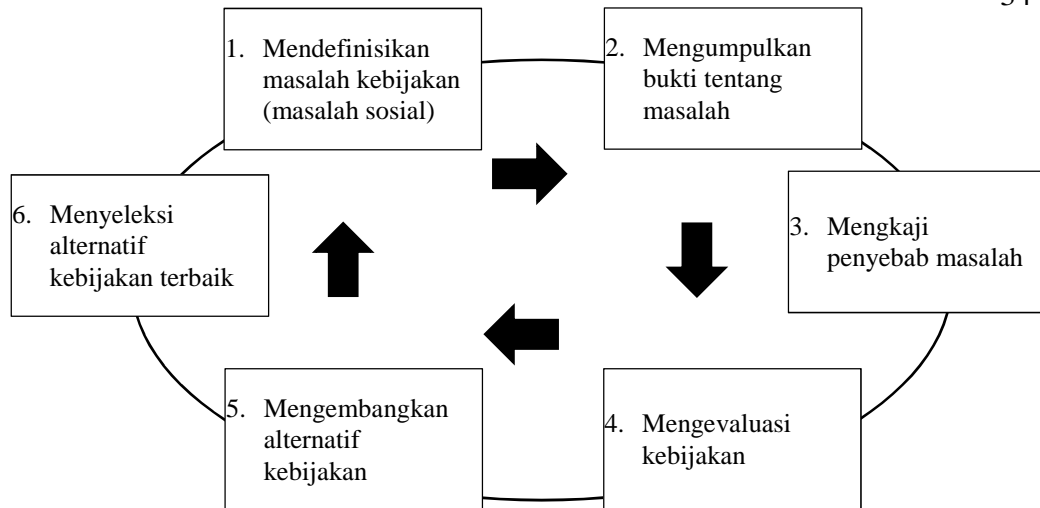 1. Mendefinisikan
masalah kebijakan
(masalah sosial)
2. Mengumpulkan
bukti tentang
masalah
3. Mengkaji
penyebab masalah
4. Mengevaluasi
kebijakan
5. Mengembangkan
alternatif
kebijakan
6. Menyeleksi
alternatif
kebijakan terbaik